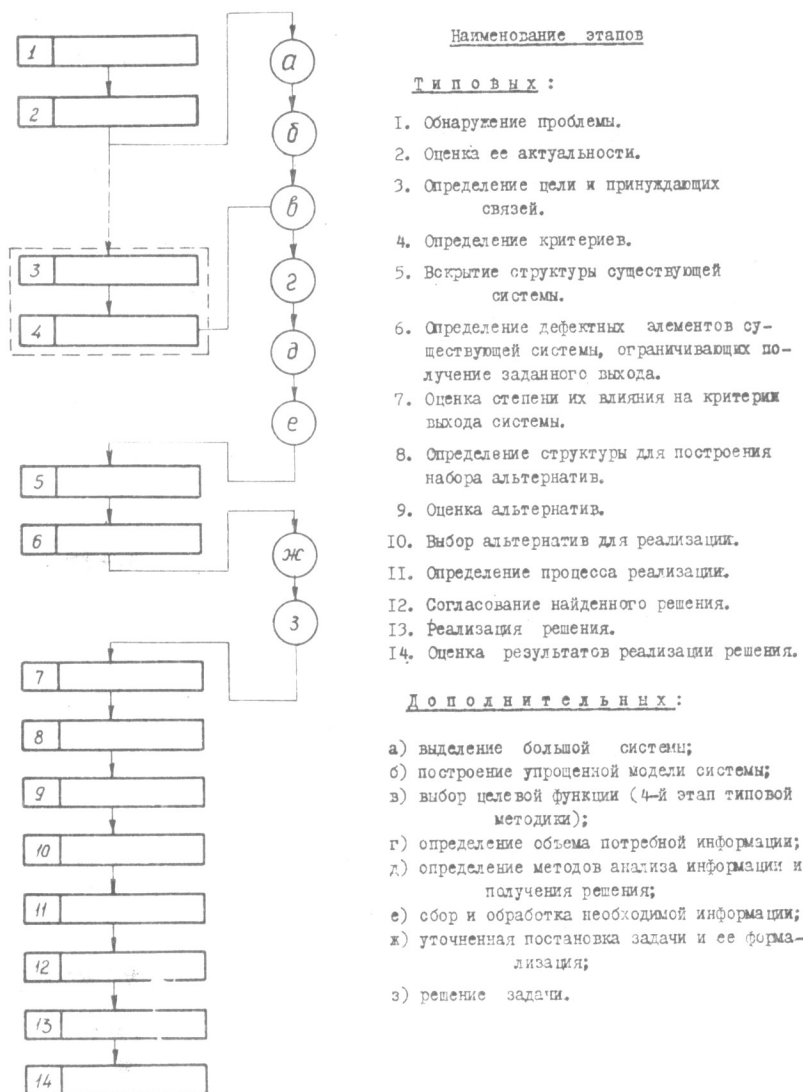 1
2
3
4
5
6
7
8
9
10
11
12
13
14
а
б
в
г
д
е
ж
з
Наименование этапов
Типовых:
1. Обнаружение проблемы.
2. Оценка ее актуальности.
3. Определение цели и принуждающих
связей.
4. Определение критериев.
5. Вскрытие структуры существующей
системы.
6. Определение дефектных элементов су-
ществующей системы, ограничивающих по-
лучение заданного выхода.
7. Оценка степени их влияния на критерии
выхода системы.
8. Определение структуры для построения
набора альтернатив.
9. Оценка альтернатив.
10. Выбор альтернатив для реализации.
11. Определение процесса реализации.
12. Согласование найденного решения.
13. Реализация решения.
14. Оценка результатов реализации решения.
Дополнительных:
а) выделение большой системы;
б) построение упрощенной модели системы;
в) выбор целевой функции (4-й этап типовой
методики);
г) определение объема потребной информации;
д) определение методов анализа информации и
получения решения;
е) сбор и обработка необходимой информации;
ж) уточненная постановка задачи и ее форма-
лизация;
з) решение задачи.